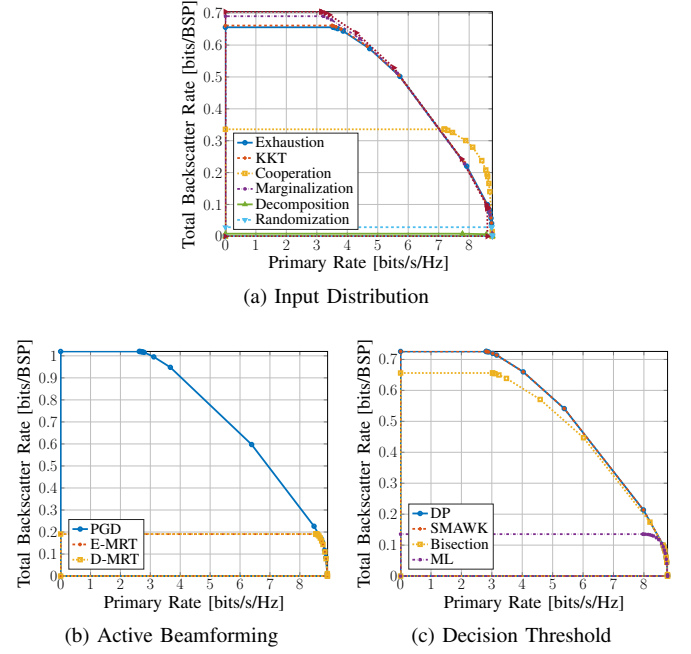 0.7
0.6
0.5
0.4
0.3
0.2
0.1
0
Total Backscatter Rate [bits/BSP]
Exhaustion
KKT
Cooperation
Marginalization
Decomposition
Randomization
0 1 2 3 4 5 6 7 8
Primary Rate [bits/s/Hz]
(a) Input Distribution
1
0.9
0.8
0.7
0.6
0.5
0.4
0.3
0.2
0.1
0
Total Backscatter Rate [bits/BSP]
PGD
E-MRT
D-MRT
0 1 2 3 4 5 6 7 8
Primary Rate [bits/s/Hz]
(b) Active Beamforming
0.7
0.6
0.5
0.4
0.3
0.2
0.1
0
Total Backscatter Rate [bits/BSP]
DP
SMAWK
Bisection
ML
0 1 2 3 4 5 6 7 8
Primary Rate [bits/s/Hz]
(c) Decision Threshold